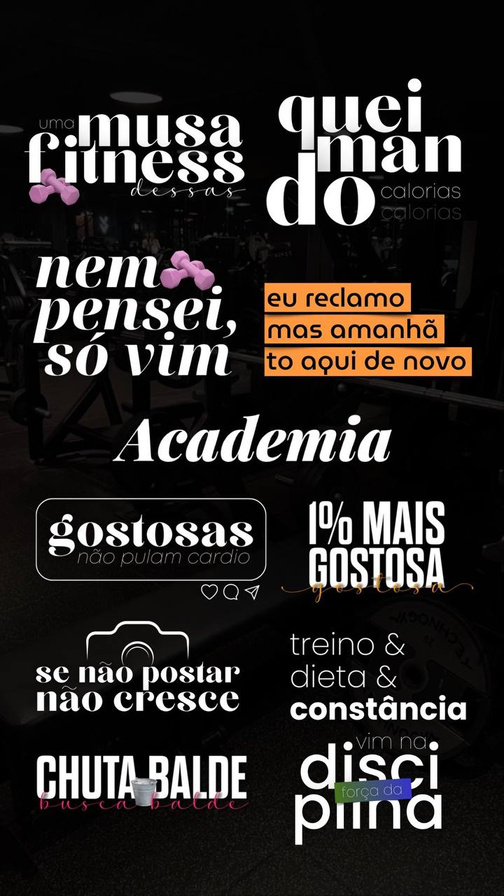 uma musa
fitness
dessas
quei
man
do
calorias
calorias
nem
pensei,
só vim
eu reclamo
mas amanhã
to aqui de novo
Academia
gostosas
não pulam cardio
1% MAIS
GOSTOSA
gostosa
se não postar
não cresce
treino &
dieta &
constância
CHUTA BALDE
busca balde
vim na
disci
força da
plina
TECHNOGYM